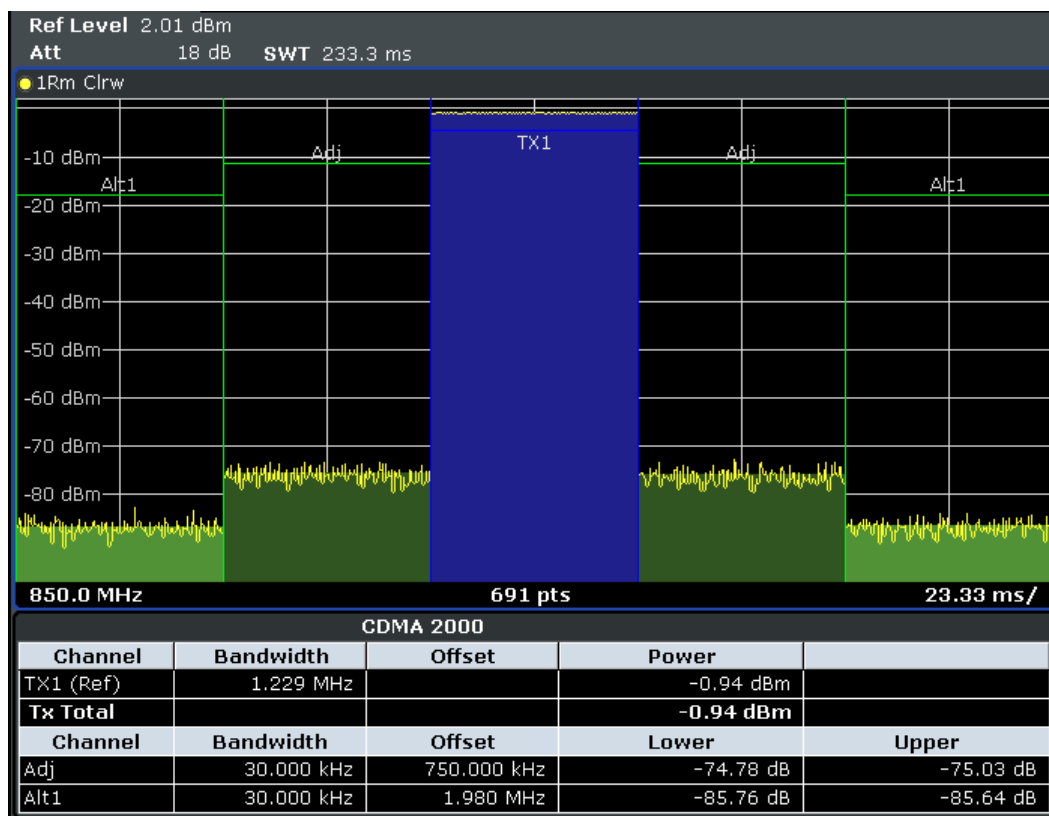 Ref Level 2.01 dBm
Att 18 dB SWT 233.3 ms
1Rm Clrw
TX1
-10 dBm Adj Adj
Alt1 Alt1
-20 dBm
-30 dBm
-40 dBm
-50 dBm
-60 dBm
-70 dBm
-80 dBm
850.0 MHz 691 pts 23.33 ms/
CDMA 2000
Channel Bandwidth Offset Power
TX1 (Ref) 1.229 MHz -0.94 dBm
Tx Total -0.94 dBm
Channel Bandwidth Offset Lower Upper
Adj 30.000 kHz 750.000 kHz -74.78 dB -75.03 dB
Alt1 30.000 kHz 1.980 MHz -85.76 dB -85.64 dB